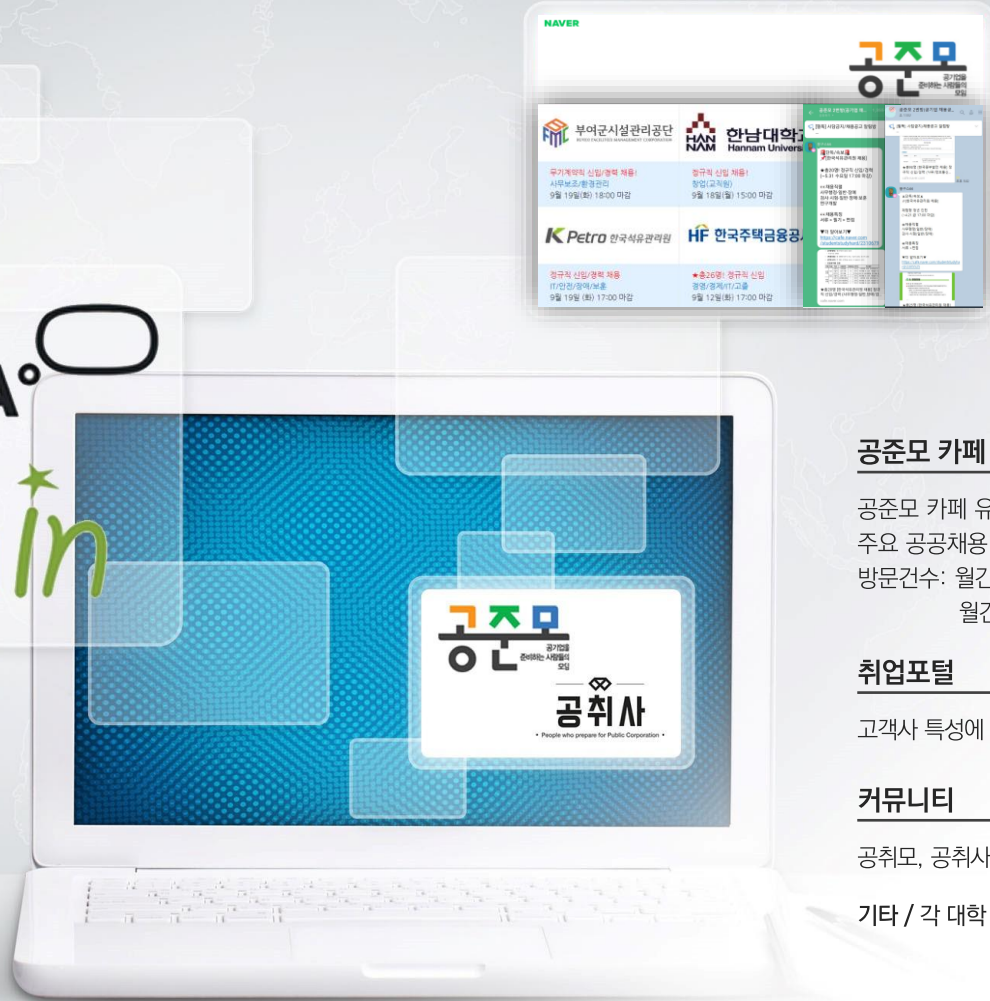 NAVER
공준모
공기업을
준비하는 사람들의
모임
부여군시설관리공단
BUYEO FACILITIES MANAGEMENT CORPORATION
HAN
NAM
한남대학교
Hannam Univers
무기계약직 신입/경력 채용!
사무보조/환경관리
9월 19일(화) 18:00 마감
정규직 신입 채용!
창업(교직원)
9월 18일(월) 15:00 마감
K Petro 한국석유관리원
HF 한국주택금융공
정규직 신입/경력 채용
IT/안전/장애/보훈
9월 19일 (화) 17:00 마감
★총26명! 정규직 신입
경영/경제/IT/고졸
9월 12일(화) 17:00 마감
in
공준모
공기업을
준비하는 사람들의
모임
공취사
• People who prepare for Public Corporation •
공준모 카페
공준모 카페 유
주요 공공채용
방문건수: 월간
월간
취업포털
고객사 특성에
커뮤니티
공취모, 공취사
기타 / 각 대학